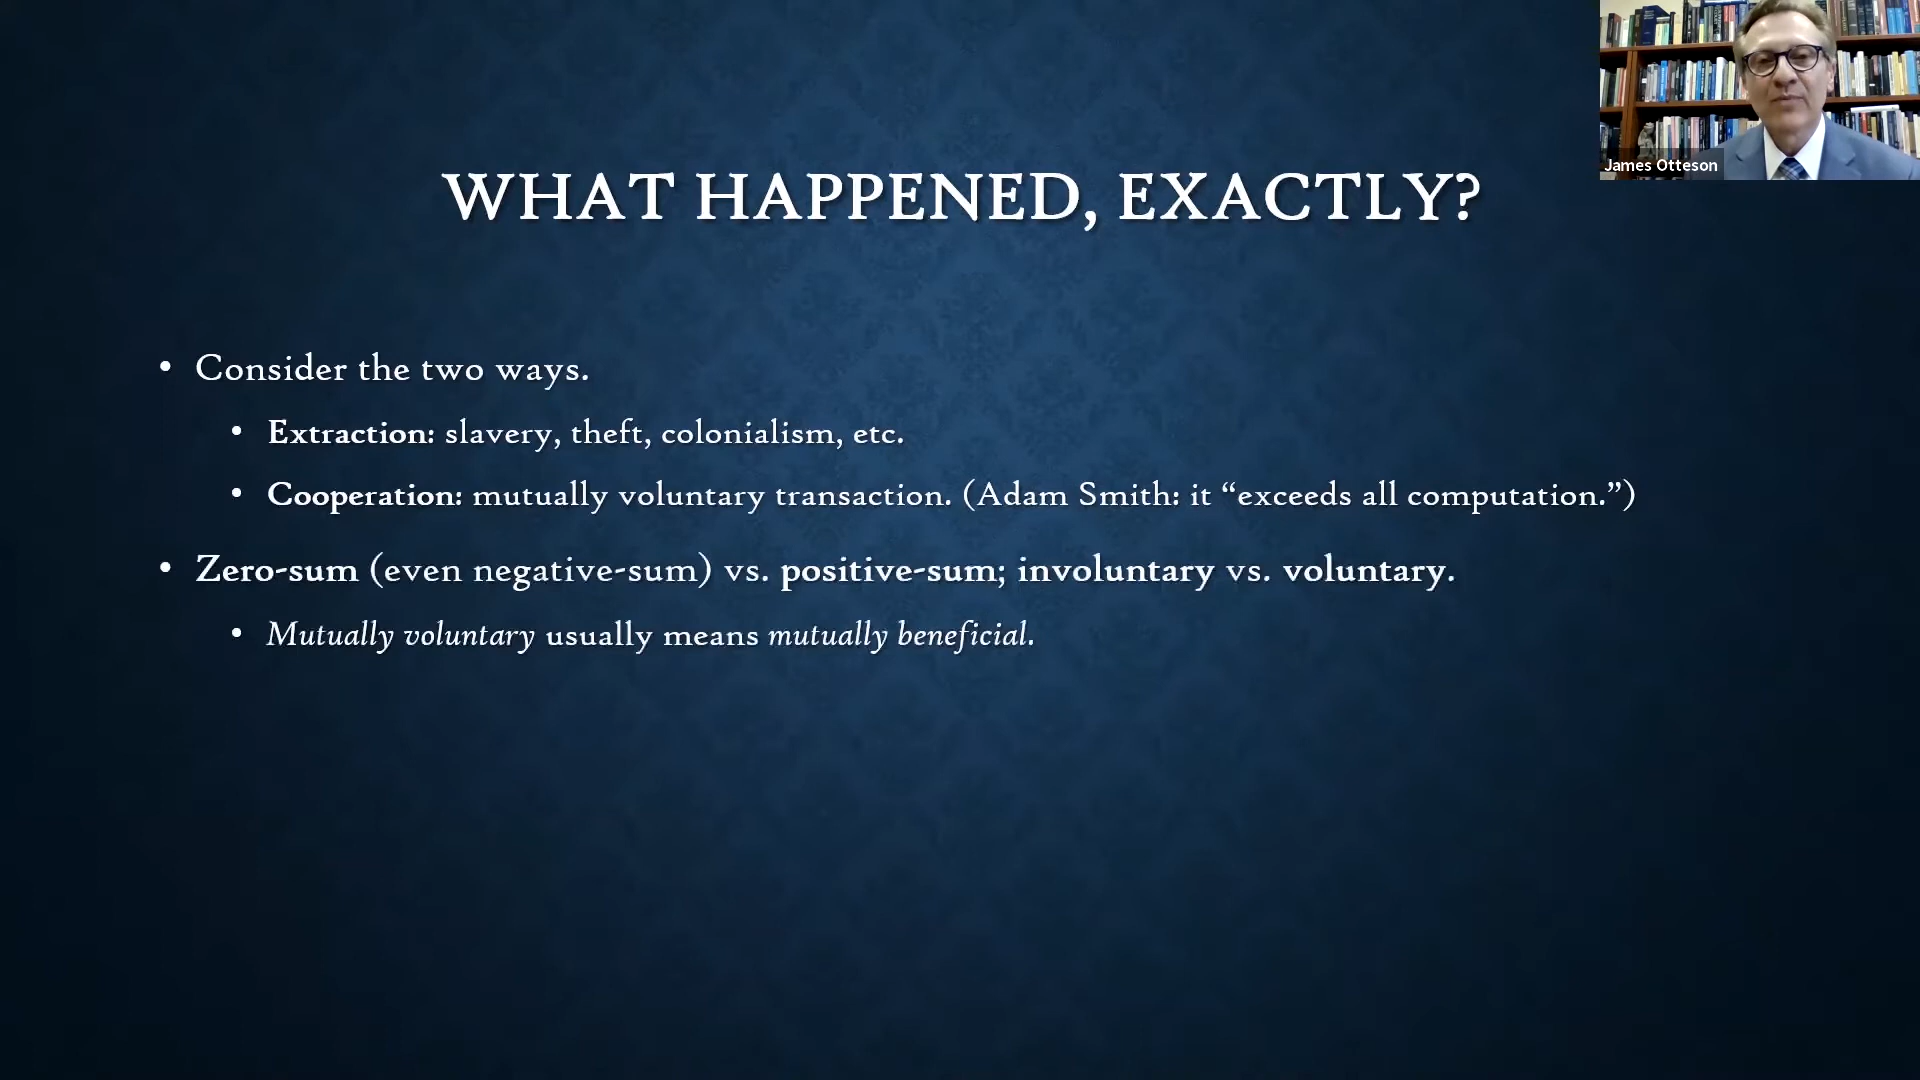 James Otteson
WHAT HAPPENED, EXACTLY?
• Consider the two ways.
• Extraction: slavery, theft, colonialism, etc.
• Cooperation: mutually voluntary transaction. (Adam Smith: it “exceeds all computation.”)
• Zero-sum (even negative-sum) vs. positive-sum; involuntary vs. voluntary.
• Mutually voluntary usually means mutually beneficial.